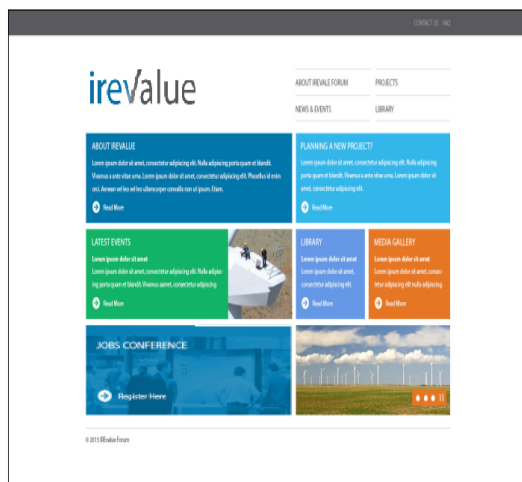 CONTACT US FAQ
irevalue
ABOUT IREVALE FORUM PROJECTS
NEWS & EVENTS LIBRARY
ABOUT IREVALUE
Lorem ipsum dolor sit amet, consectetur adipiscing elit. Nulla adipiscing porta quam et blandit.
Vivamus a ante vitae urna. Lorem ipsum dolor sit amet, consectetur adipiscing elit. Phasellus id enim
orci. Aenean vel leo vel leo ullamcorper convallis non ut ipsum. Etiam.
Read More
PLANNING A NEW PROJECT?
Lorem ipsum dolor sit amet, consectetur adipiscing elit. Nulla adipiscing
porta quam et blandit. Vivamus a ante vitae urna. Lorem ipsum dolor sit
amet, consectetur adipiscing elit.
Read More
LATEST EVENTS
Lorem ipsum dolor sit amet
Lorem ipsum dolor sit amet, consectetur adipiscing elit. Nulla adipisc-
ing porta quam et blandit. Vivamus aamet, consectetur adipiscing
Read More
LIBRARY
Lorem ipsum dolor sit amet
Lorem ipsum dolor sit amet,
consectetur adipiscing elit.
Read More
MEDIA GALLERY
Lorem ipsum dolor sit amet
Lorem ipsum dolor sit amet, consec-
tetur adipiscing elit nulla adipiscing.
Read More
JOBS CONFERENCE
Register Here
© 2013 IREvalue Forum